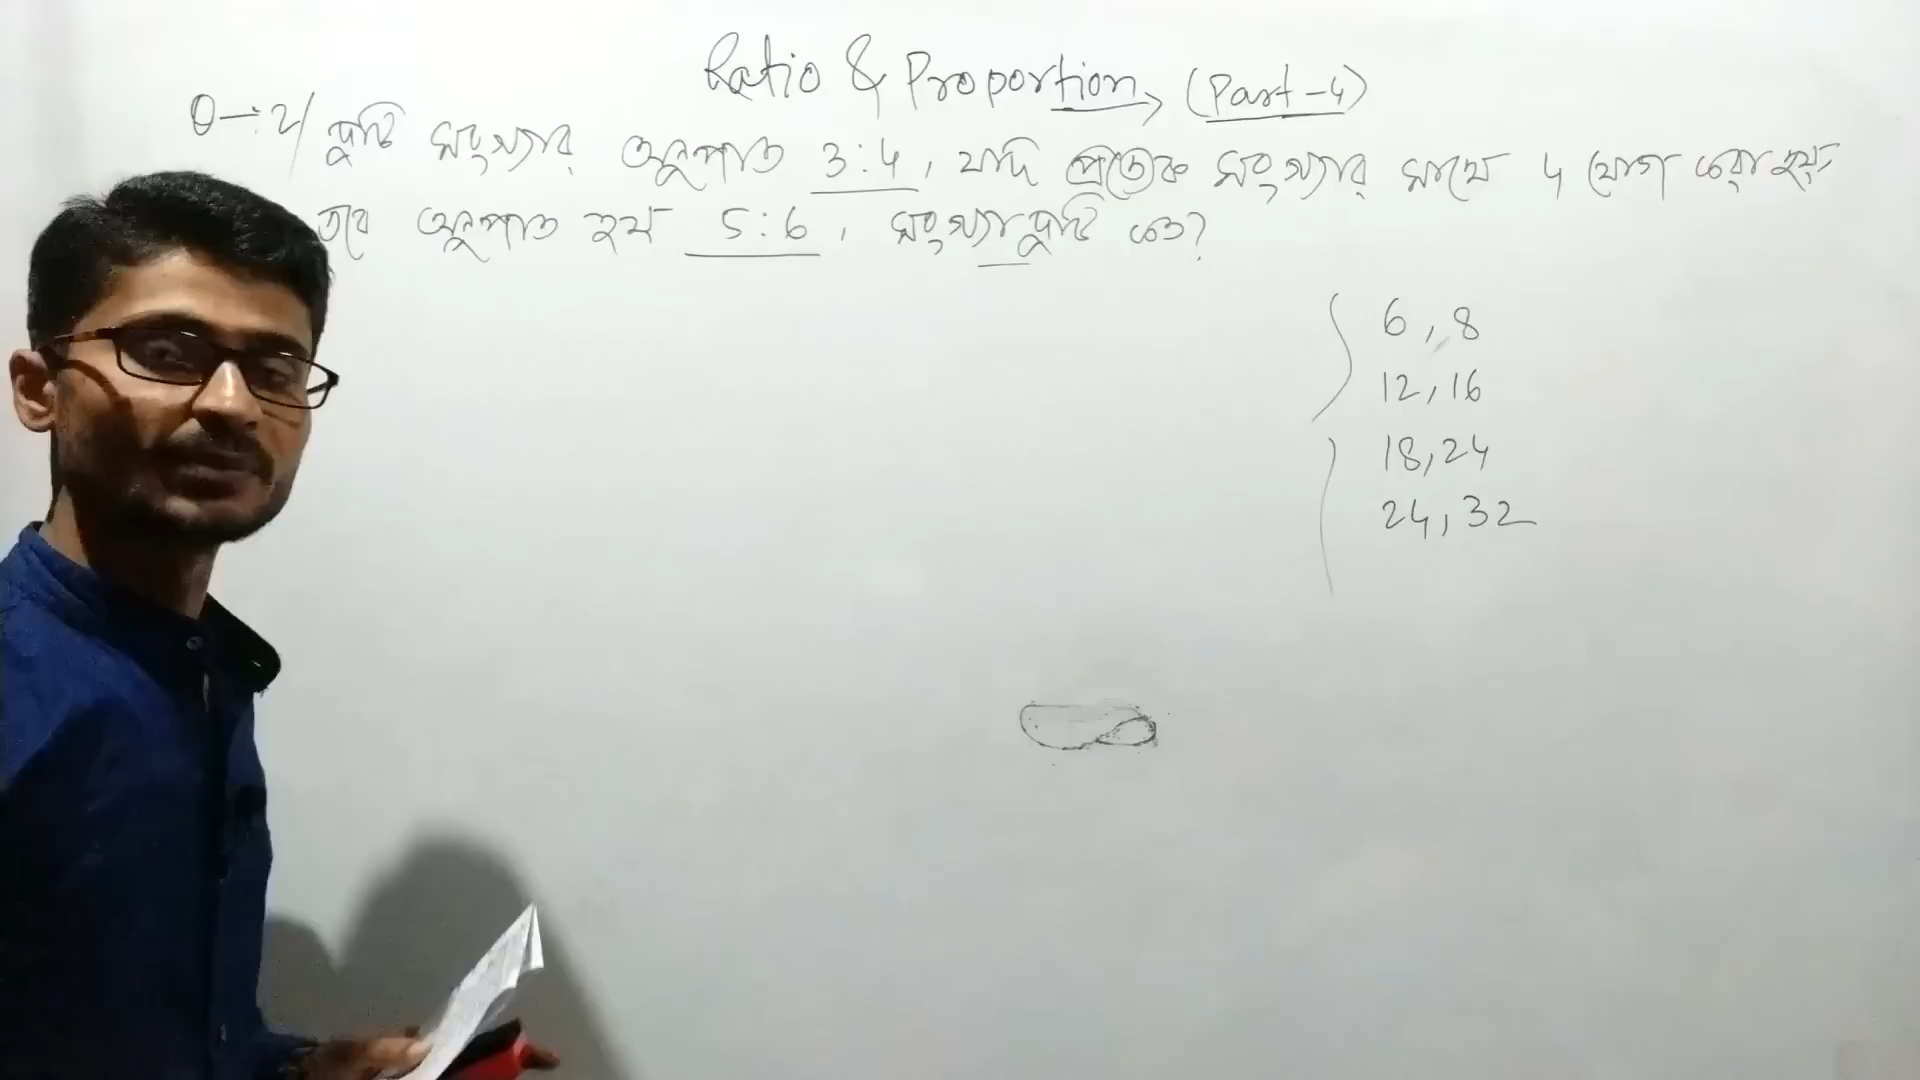 Ratio & Proportion (Part-4)
Q→২/ দুটি সংখ্যার অনুপাত 3:4, যদি প্রত্যেক সংখ্যার সাথে 4 যোগ করা হয়,
তবে অনুপাত হয় 5:6, সংখ্যাদুটি কত?
6, 8
12, 16
18, 24
24, 32